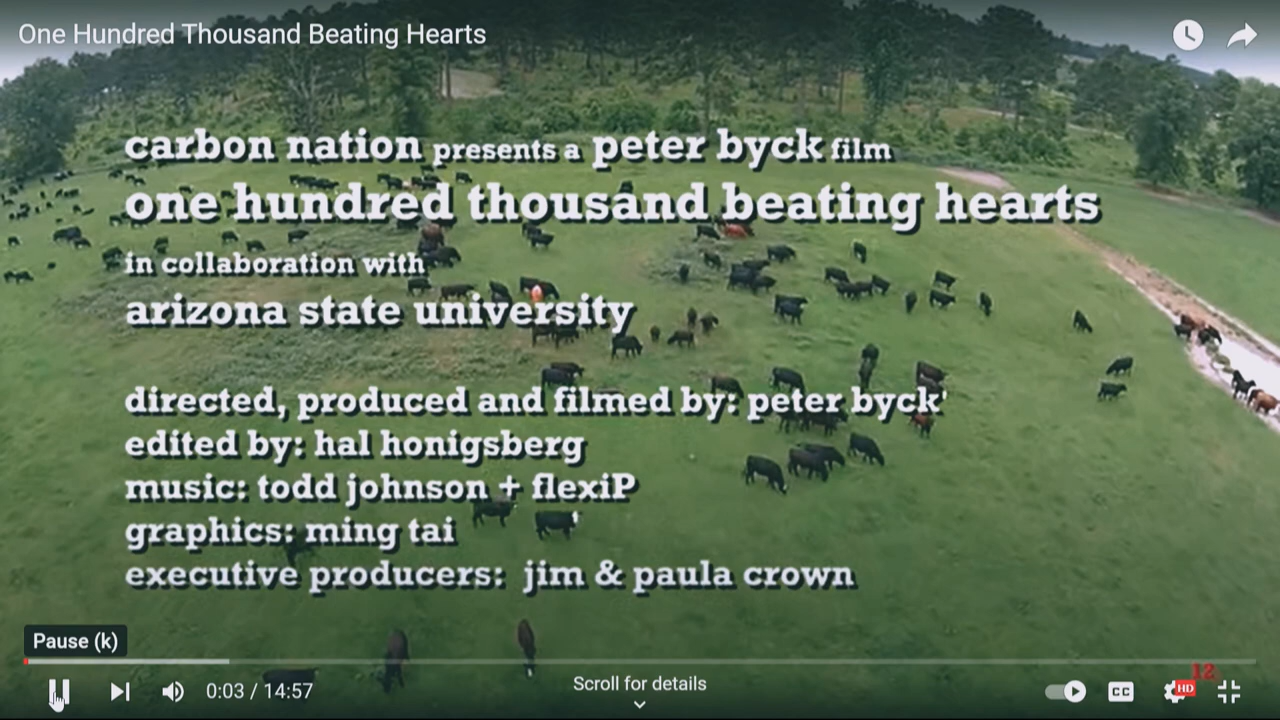 One Hundred Thousand Beating Hearts
carbon nation presents a peter byck film
one hundred thousand beating hearts
in collaboration with
arizona state university
directed, produced and filmed by: peter byck'
edited by: hal honigsberg
music: todd johnson + flexiP
graphics: ming tai
executive producers: jim & paula crown
Pause (k)
0:03 / 14:57
Scroll for details
CC
HD
12